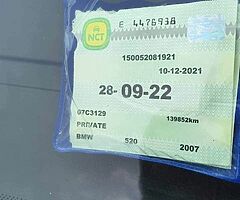 E 4476938
NCT
150052081921
10-12-2021
28- 09-22
07C3129
139852km
PRIVATE
BMW 520 2007